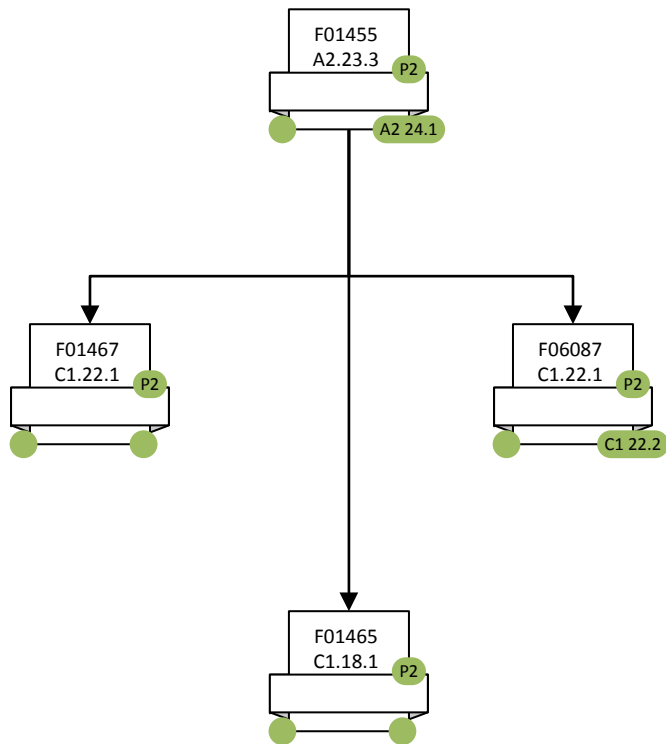 F01455
A2.23.3
P2
A2 24.1
F01467
C1.22.1
P2
F06087
C1.22.1
P2
C1 22.2
F01465
C1.18.1
P2